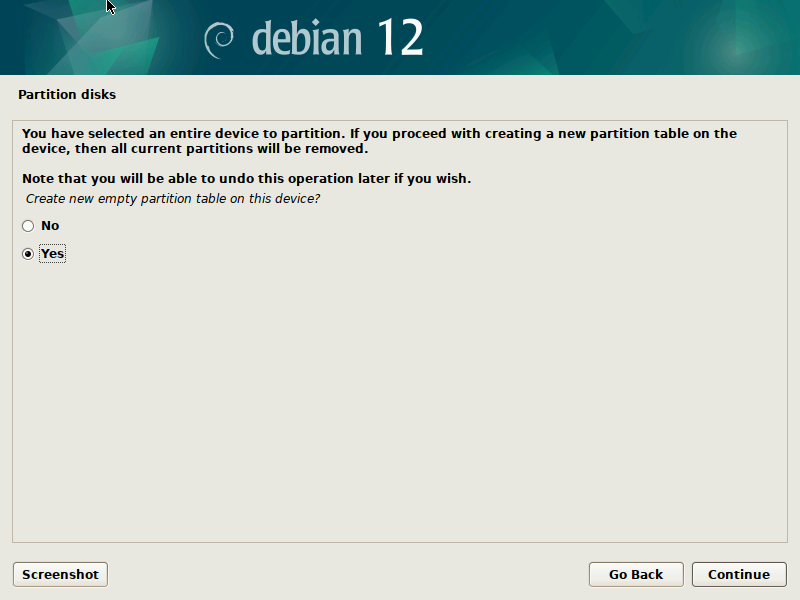 debian 12
Partition disks
You have selected an entire device to partition. If you proceed with creating a new partition table on the
device, then all current partitions will be removed.
Note that you will be able to undo this operation later if you wish.
Create new empty partition table on this device?
No
Yes
Screenshot
Go Back
Continue